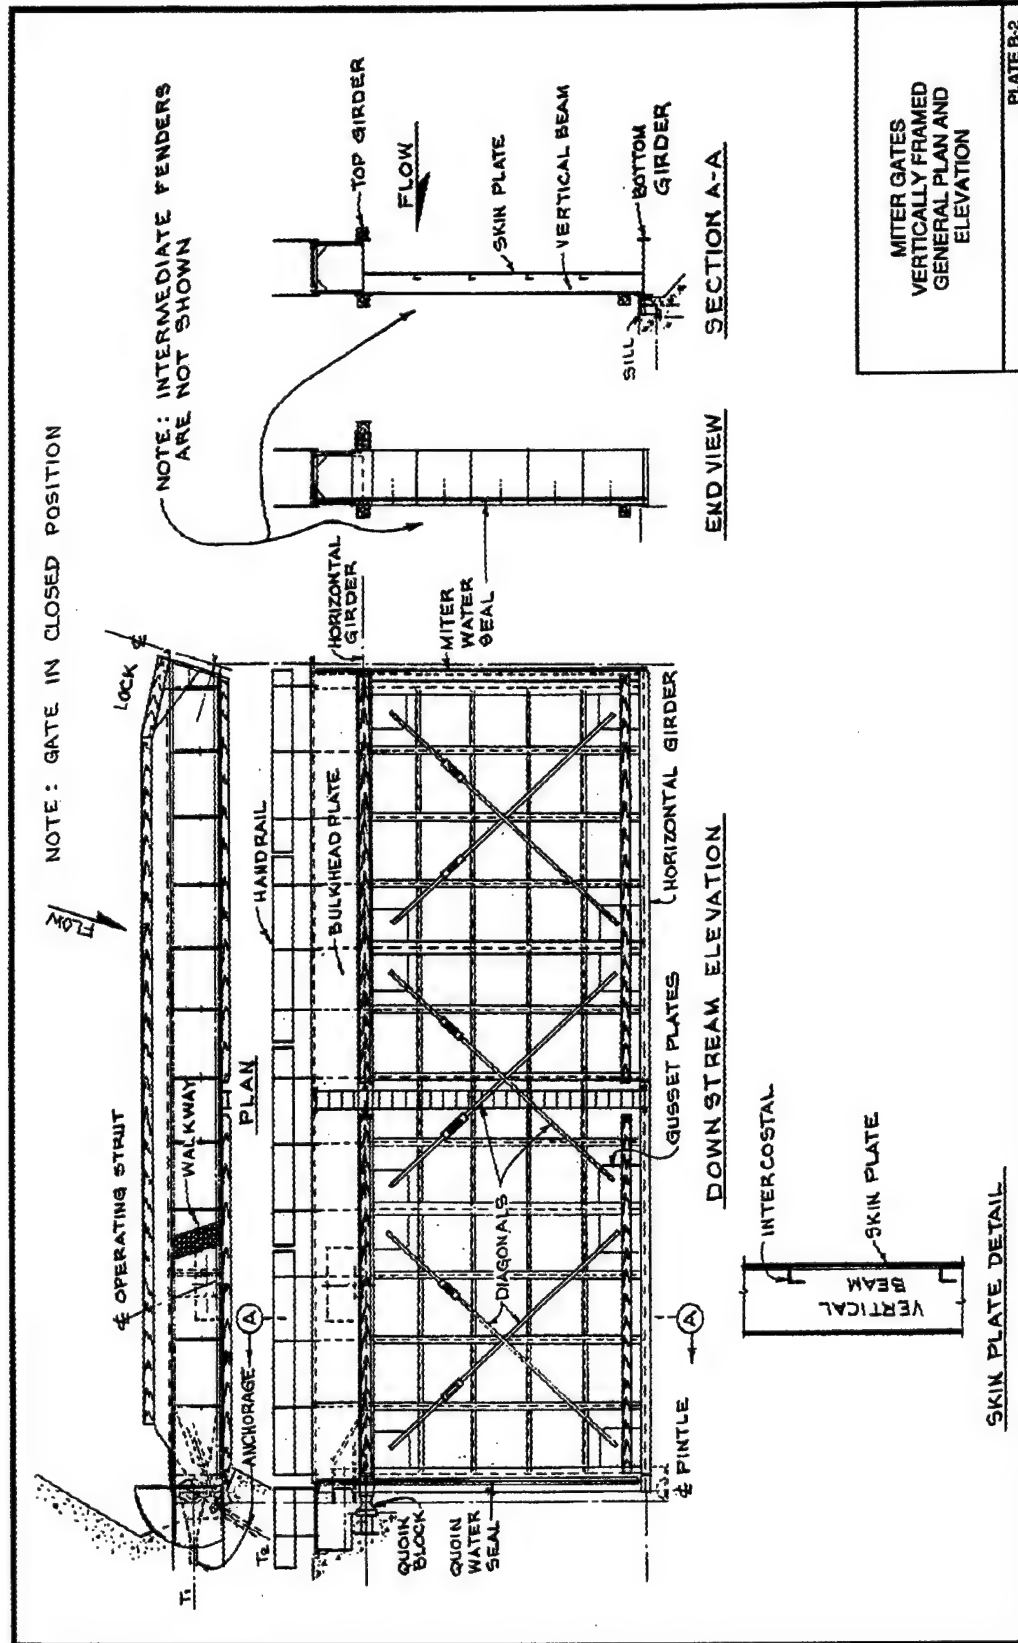 NOTE: GATE IN CLOSED POSITION
FLOW
LOCK ℄
℄ OPERATING STRUT
WALKWAY
PLAN
T1
T2
ANCHORAGE
A
HANDRAIL
BULKHEAD PLATE
HORIZONTAL
GIRDER
MITER
WATER
SEAL
QUOIN
BLOCK
QUOIN
WATER
SEAL
DIAGONALS
GUSSET PLATES
HORIZONTAL GIRDER
A
℄ PINTLE
DOWNSTREAM ELEVATION
NOTE: INTERMEDIATE FENDERS
ARE NOT SHOWN
END VIEW
TOP GIRDER
FLOW
SKIN PLATE
VERTICAL BEAM
BOTTOM
GIRDER
SILL
SECTION A-A
INTERCOSTAL
SKIN PLATE
VERTICAL
BEAM
SKIN PLATE DETAIL
MITER GATES
VERTICALLY FRAMED
GENERAL PLAN AND
ELEVATION
PLATE B-2